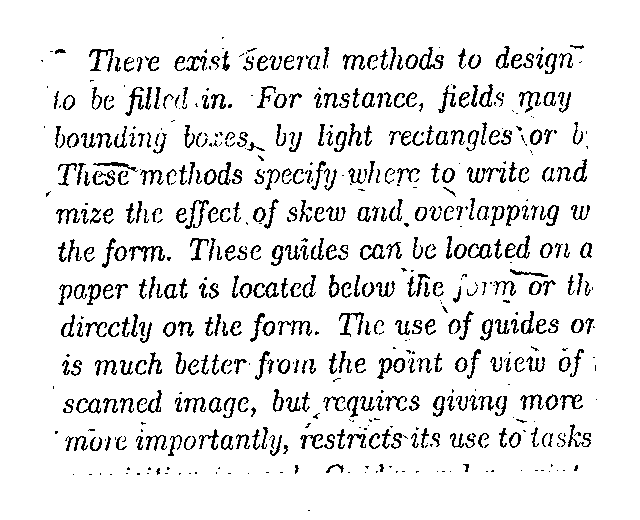 There exist several methods to design
to be filled in. For instance, fields may
bounding boxes, by light rectangles or b
These methods specify where to write and
mize the effect of skew and overlapping w
the form. These guides can be located on a
paper that is located below the form or th
directly on the form. The use of guides or
is much better from the point of view of
scanned image, but requires giving more
more importantly, restricts its use to tasks